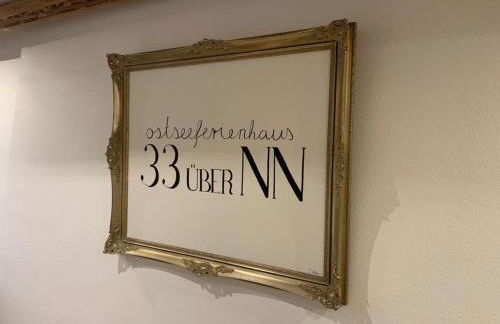 ostseeferienhaus
33 ÜBER NN